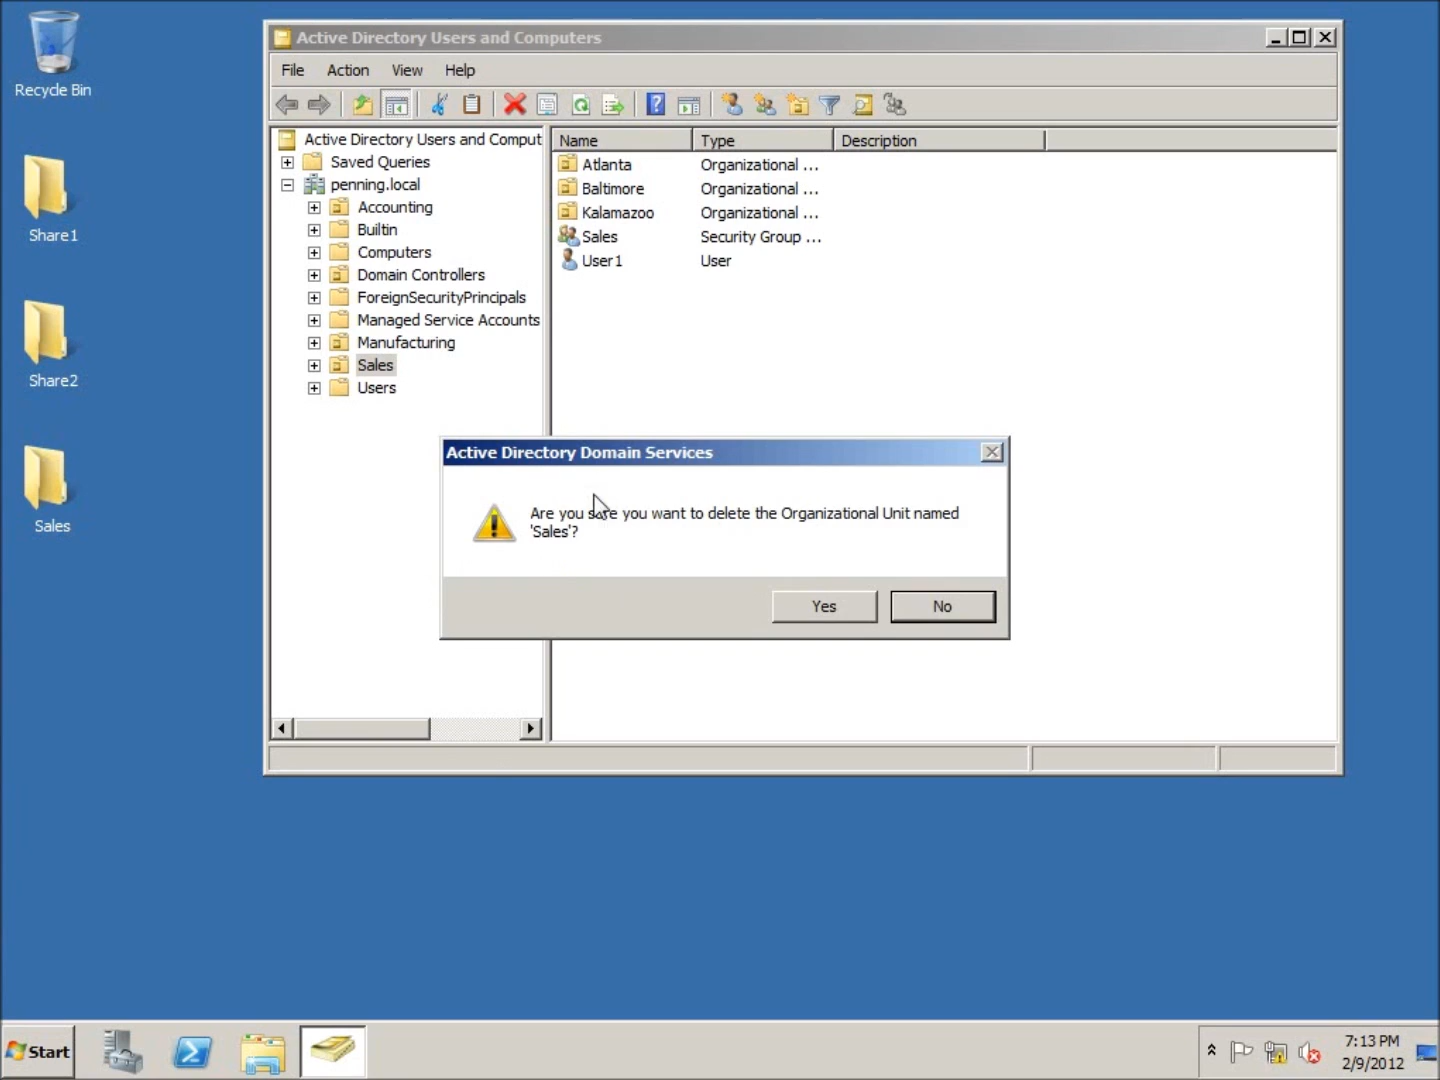 Recycle Bin
Share1
Share2
Sales
Active Directory Users and Computers
File Action View Help
Active Directory Users and Comput
Saved Queries
penning.local
Accounting
Builtin
Computers
Domain Controllers
ForeignSecurityPrincipals
Managed Service Accounts
Manufacturing
Sales
Users
Name Type Description
Atlanta Organizational ...
Baltimore Organizational ...
Kalamazoo Organizational ...
Sales Security Group ...
User1 User
Active Directory Domain Services
Are you sure you want to delete the Organizational Unit named
'Sales'?
Yes No
Start
7:13 PM
2/9/2012